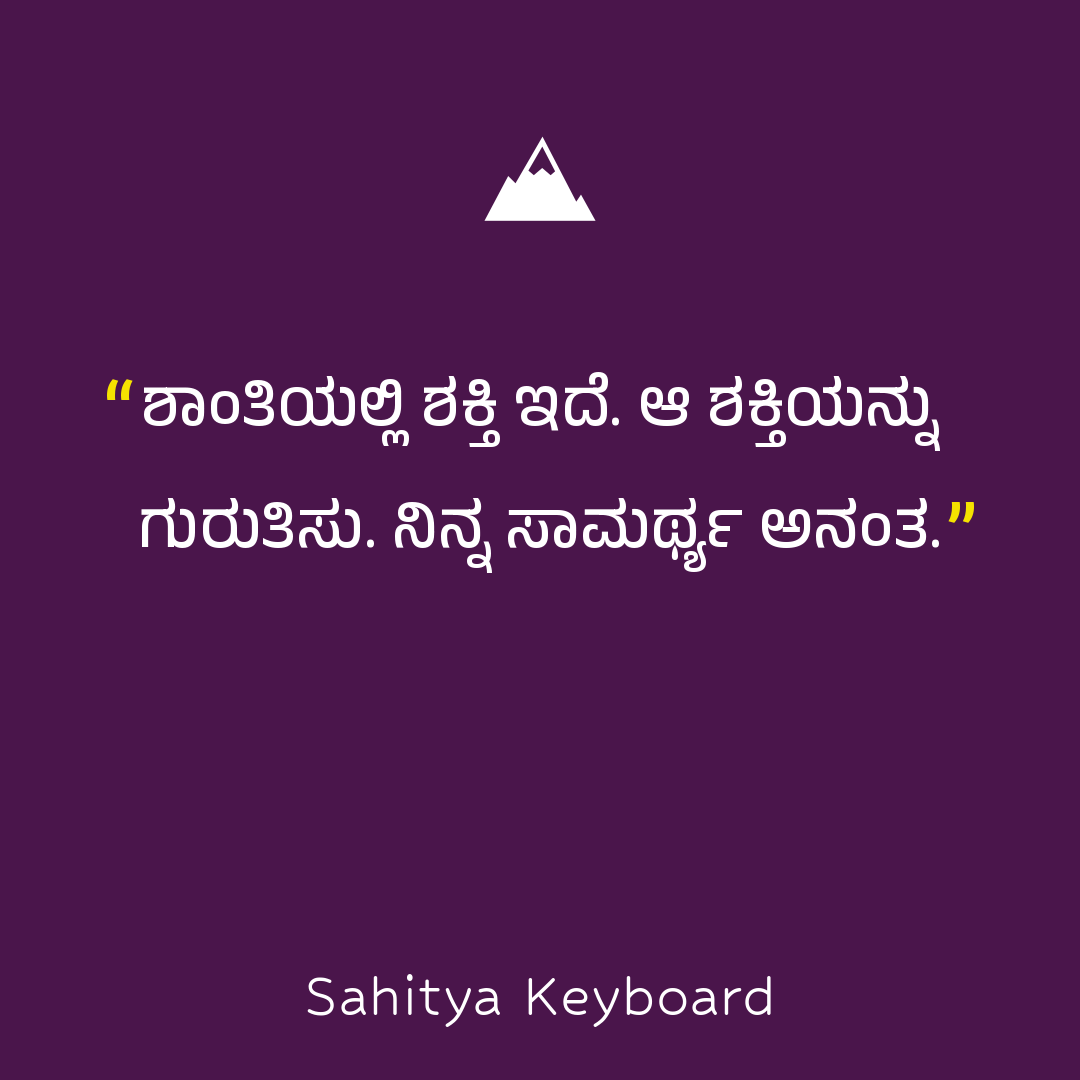 “ಶಾಂತಿಯಲ್ಲಿ ಶಕ್ತಿ ಇದೆ. ಆ ಶಕ್ತಿಯನ್ನು
ಗುರುತಿಸು. ನಿನ್ನ ಸಾಮರ್ಥ್ಯ ಅನಂತ.”
Sahitya Keyboard